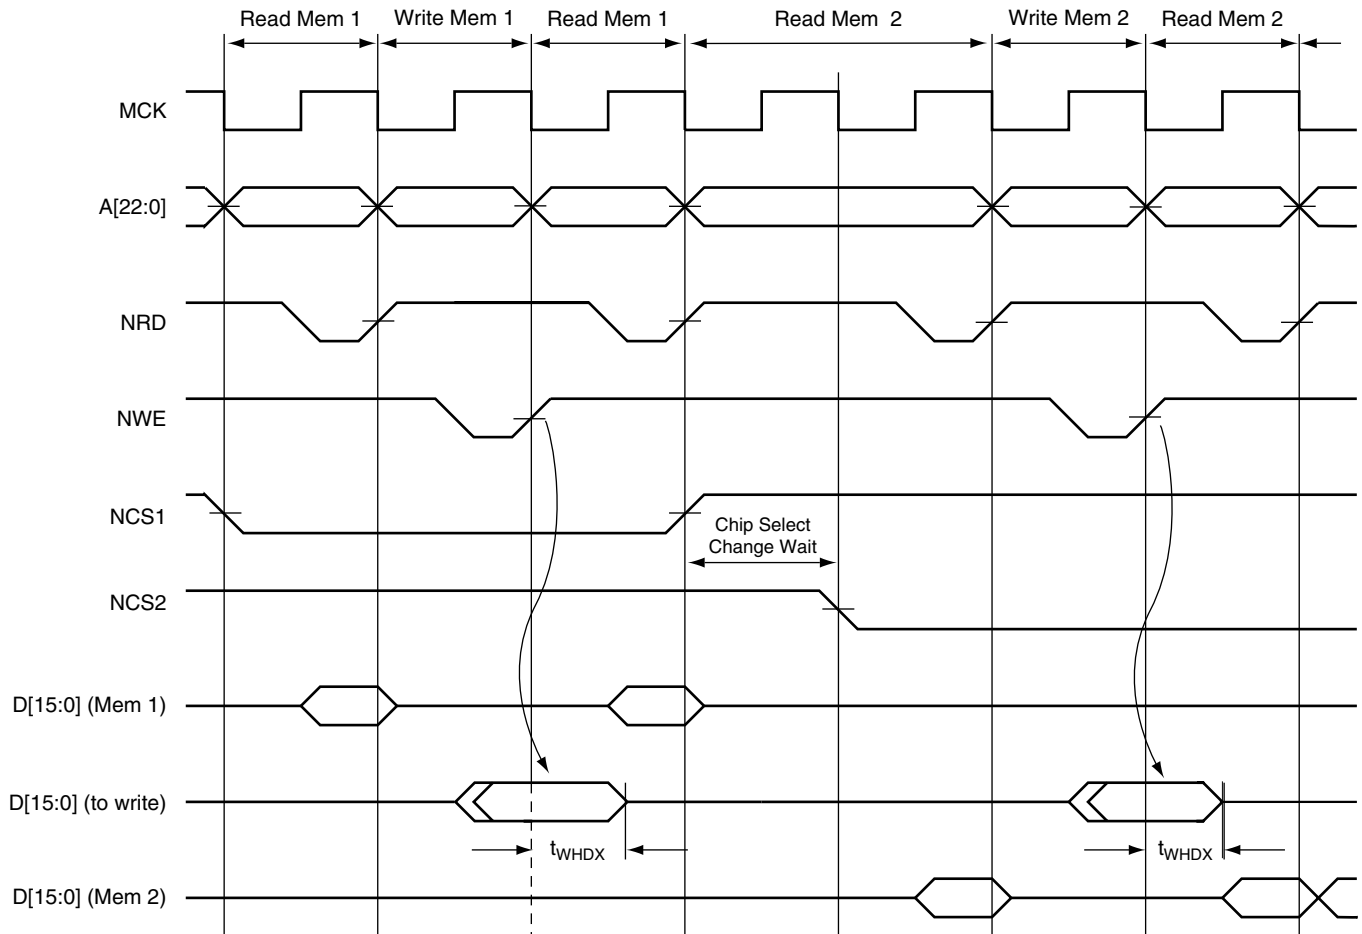 Read Mem 1 Write Mem 1 Read Mem 1 Read Mem 2 Write Mem 2 Read Mem 2
MCK
A[22:0]
NRD
NWE
NCS1
Chip Select
Change Wait
NCS2
D[15:0] (Mem 1)
D[15:0] (to write)
tWHDX tWHDX
D[15:0] (Mem 2)